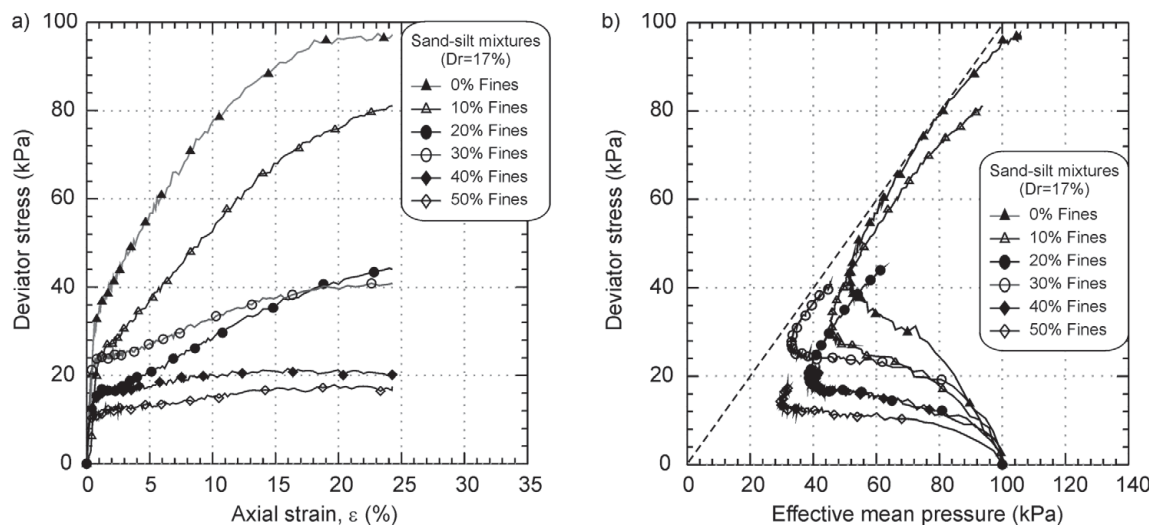 a)
Deviator stress (kPa)
100
80
60
40
20
0
0 5 10 15 20 25 30 35
Axial strain, ε (%)
Sand-silt mixtures
(Dr=17%)
0% Fines
10% Fines
20% Fines
30% Fines
40% Fines
50% Fines
b)
Deviator stress (kPa)
100
80
60
40
20
0
0 20 40 60 80 100 120 140
Effective mean pressure (kPa)
Sand-silt mixtures
(Dr=17%)
0% Fines
10% Fines
20% Fines
30% Fines
40% Fines
50% Fines